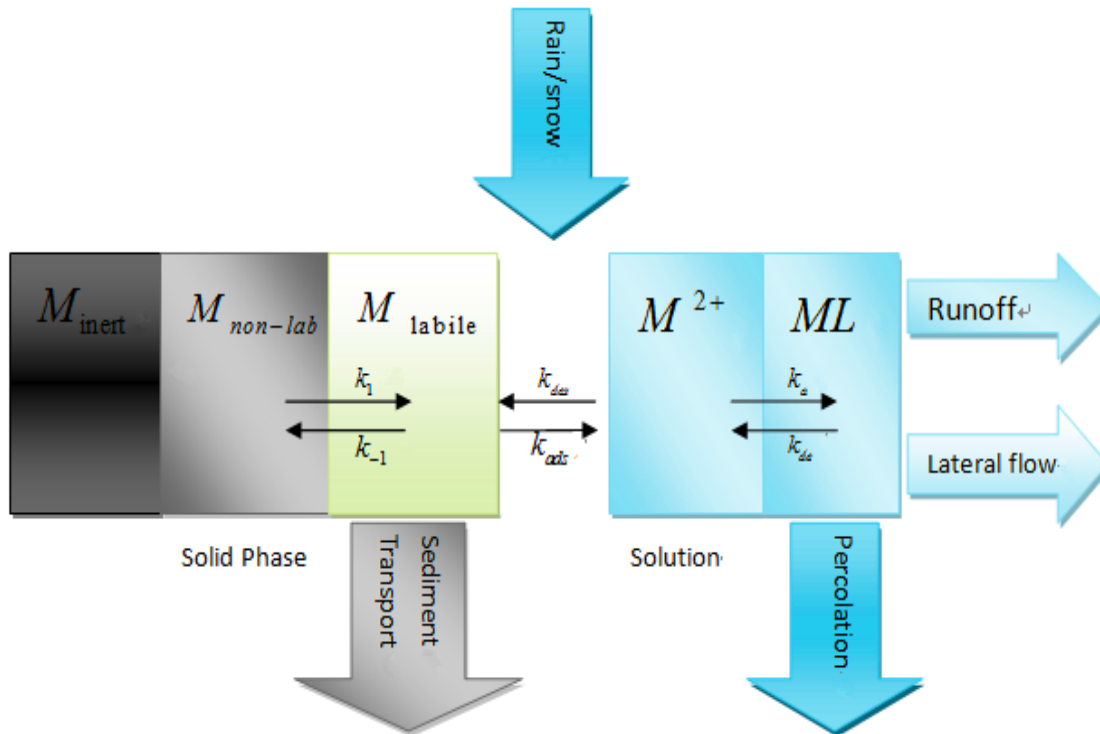 Rain/snow
M inert
M non-lab
M labile
M 2+
ML
Runoff
k1
kdes
ka
k-1
kads
kde
Lateral flow
Solid Phase
Sediment
Transport
Solution
Percolation